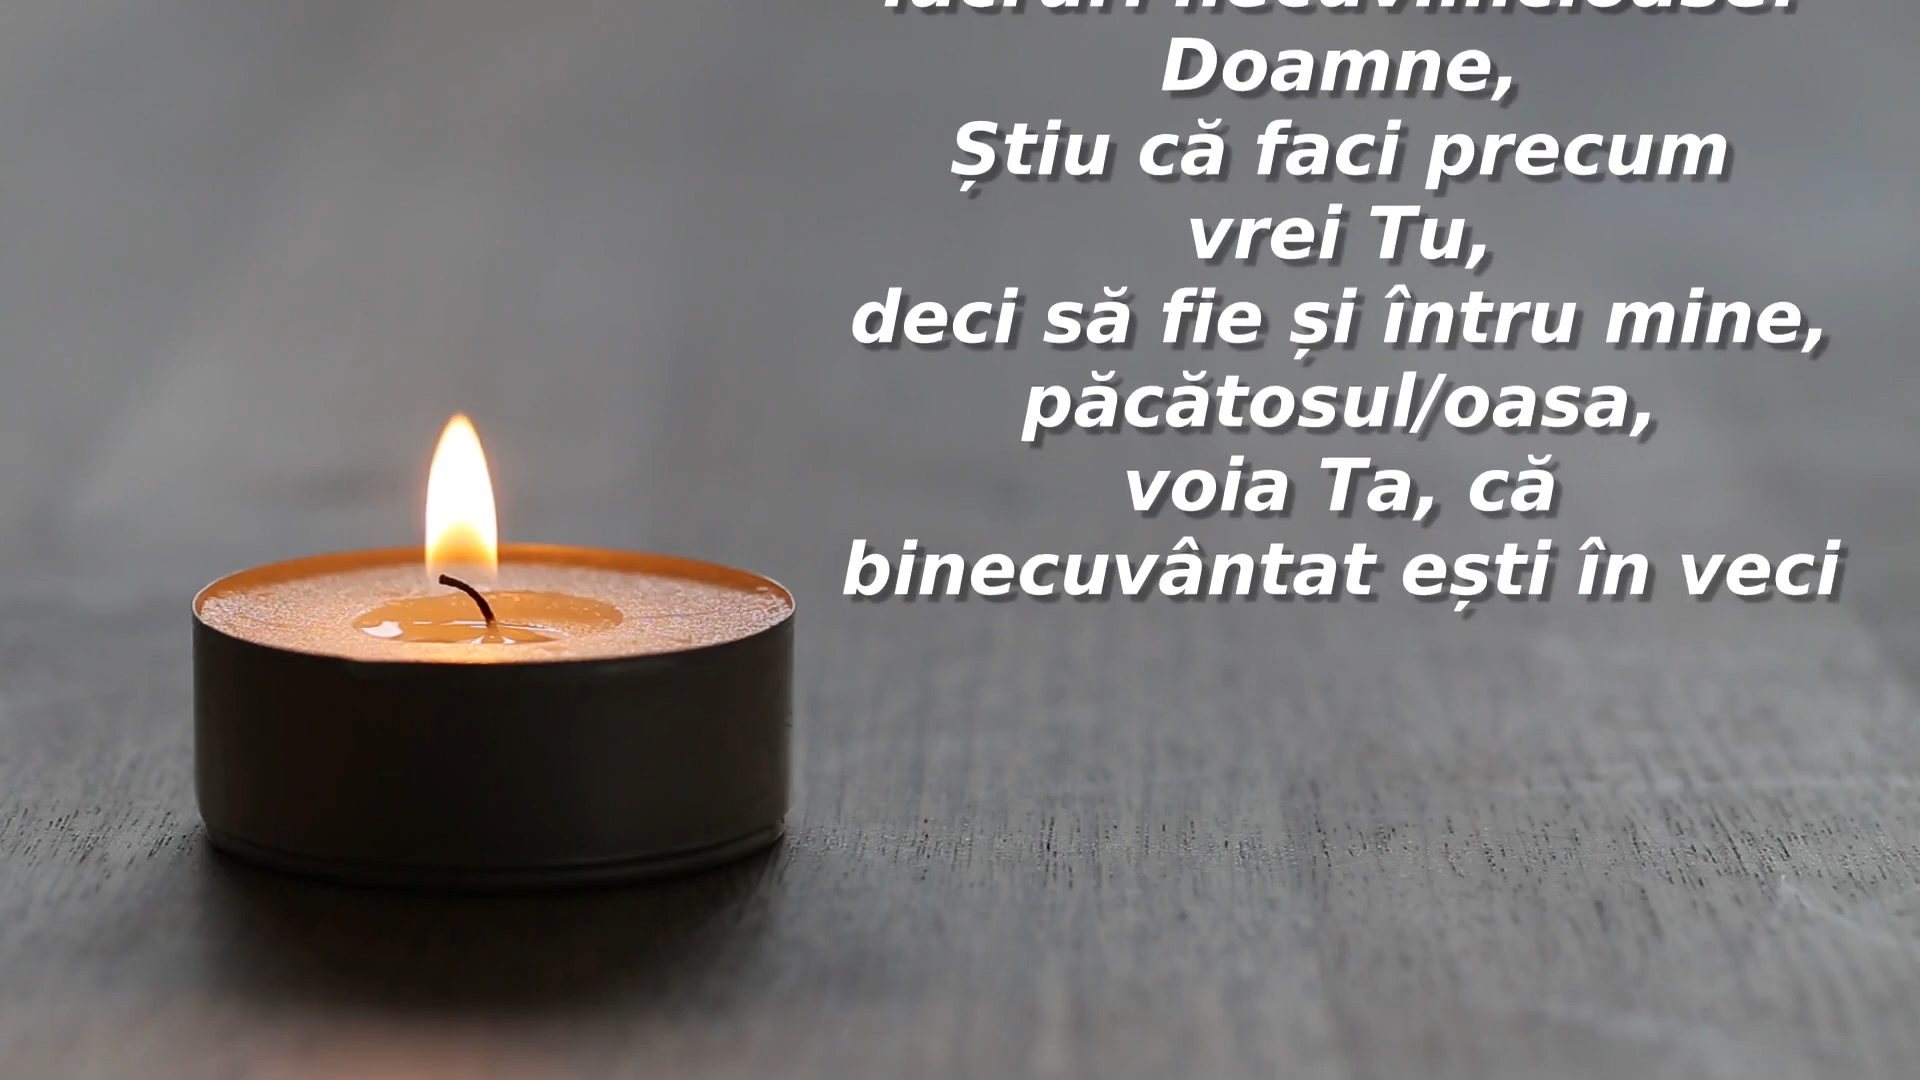 Doamne,
Știu că faci precum
vrei Tu,
deci să fie și întru mine,
păcătosul/oasa,
voia Ta, că
binecuvântat ești în veci